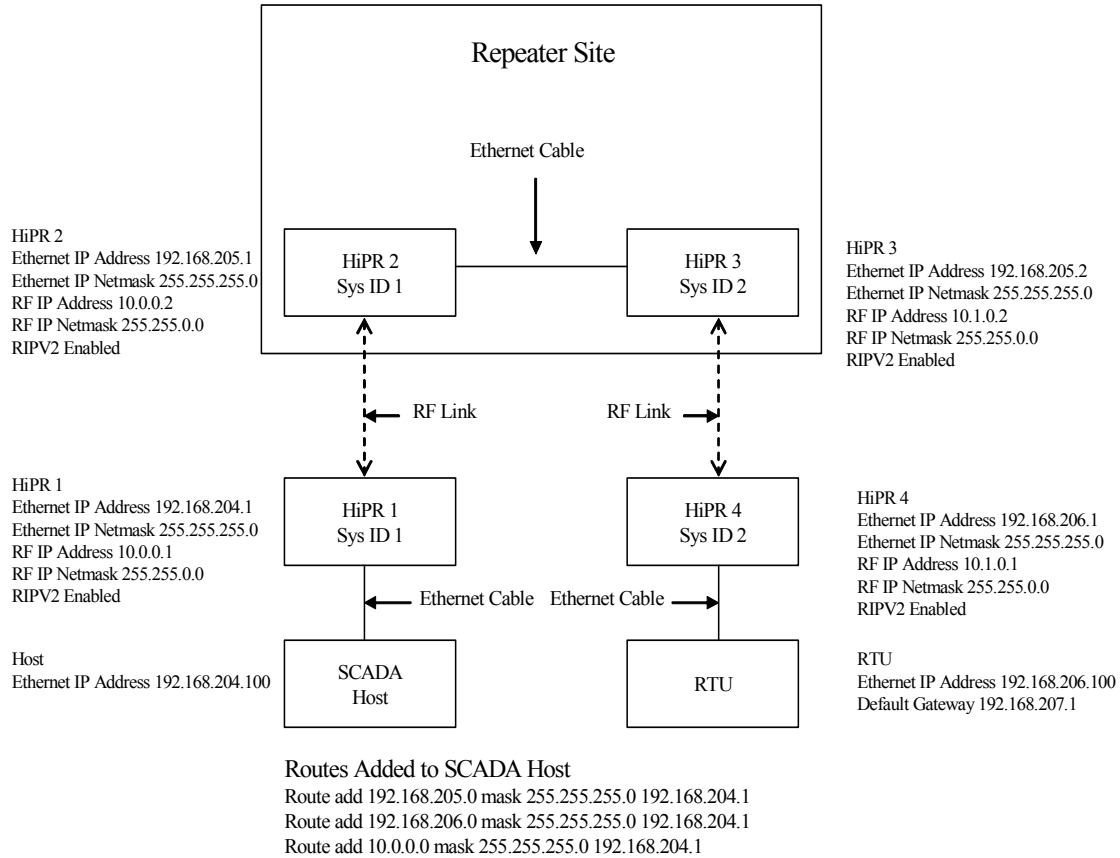 Repeater Site
Ethernet Cable
HiPR 2
Ethernet IP Address 192.168.205.1
Ethernet IP Netmask 255.255.255.0
RF IP Address 10.0.0.2
RF IP Netmask 255.255.0.0
RIPV2 Enabled
HiPR 2
Sys ID 1
HiPR 3
Sys ID 2
HiPR 3
Ethernet IP Address 192.168.205.2
Ethernet IP Netmask 255.255.255.0
RF IP Address 10.1.0.2
RF IP Netmask 255.255.0.0
RIPV2 Enabled
RF Link
RF Link
HiPR 1
Ethernet IP Address 192.168.204.1
Ethernet IP Netmask 255.255.255.0
RF IP Address 10.0.0.1
RF IP Netmask 255.255.0.0
RIPV2 Enabled
HiPR 1
Sys ID 1
HiPR 4
Sys ID 2
HiPR 4
Ethernet IP Address 192.168.206.1
Ethernet IP Netmask 255.255.255.0
RF IP Address 10.1.0.1
RF IP Netmask 255.255.0.0
RIPV2 Enabled
Ethernet Cable
Ethernet Cable
Host
Ethernet IP Address 192.168.204.100
SCADA
Host
RTU
RTU
Ethernet IP Address 192.168.206.100
Default Gateway 192.168.207.1
Routes Added to SCADA Host
Route add 192.168.205.0 mask 255.255.255.0 192.168.204.1
Route add 192.168.206.0 mask 255.255.255.0 192.168.204.1
Route add 10.0.0.0 mask 255.255.255.0 192.168.204.1